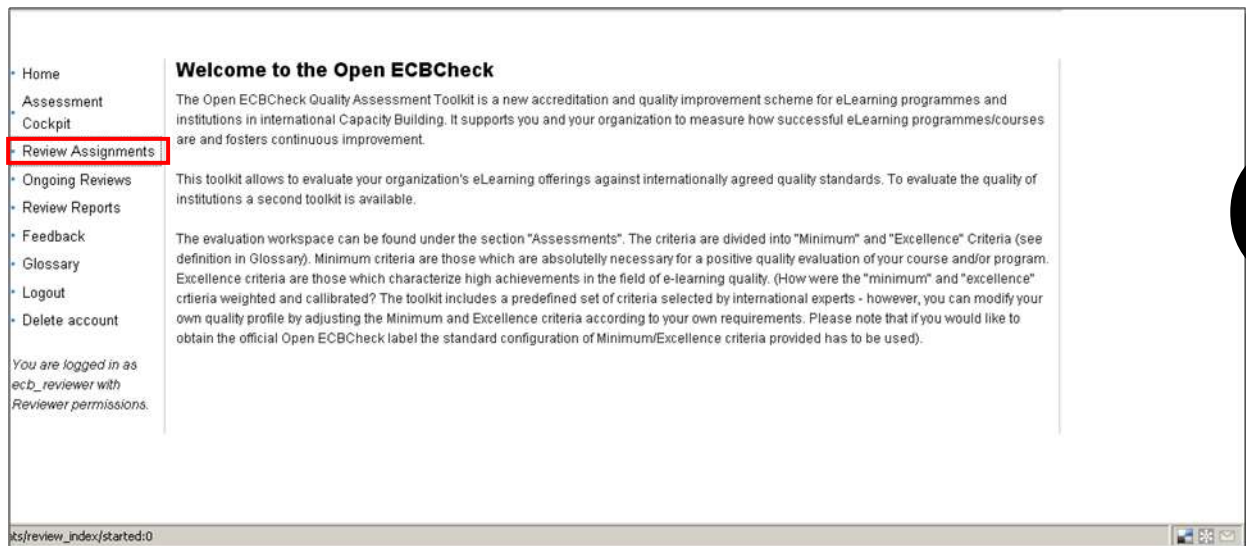 Home
Assessment
Cockpit
Review Assignments
Ongoing Reviews
Review Reports
Feedback
Glossary
Logout
Delete account
You are logged in as
ecb_reviewer with
Reviewer permissions.
Welcome to the Open ECBCheck
The Open ECBCheck Quality Assessment Toolkit is a new accreditation and quality improvement scheme for eLearning programmes and
institutions in international Capacity Building. It supports you and your organization to measure how successful eLearning programmes/courses
are and fosters continuous improvement.
This toolkit allows to evaluate your organization's eLearning offerings against internationally agreed quality standards. To evaluate the quality of
institutions a second toolkit is available.
The evaluation workspace can be found under the section "Assessments". The criteria are divided into "Minimum" and "Excellence" Criteria (see
definition in Glossary). Minimum criteria are those which are absolutelly necessary for a positive quality evaluation of your course and/or program.
Excellence criteria are those which characterize high achievements in the field of e-learning quality. (How were the "minimum" and "excellence"
crtieria weighted and callibrated? The toolkit includes a predefined set of criteria selected by international experts - however, you can modify your
own quality profile by adjusting the Minimum and Excellence criteria according to your own requirements. Please note that if you would like to
obtain the official Open ECBCheck label the standard configuration of Minimum/Excellence criteria provided has to be used).
ts/review_index/started:0